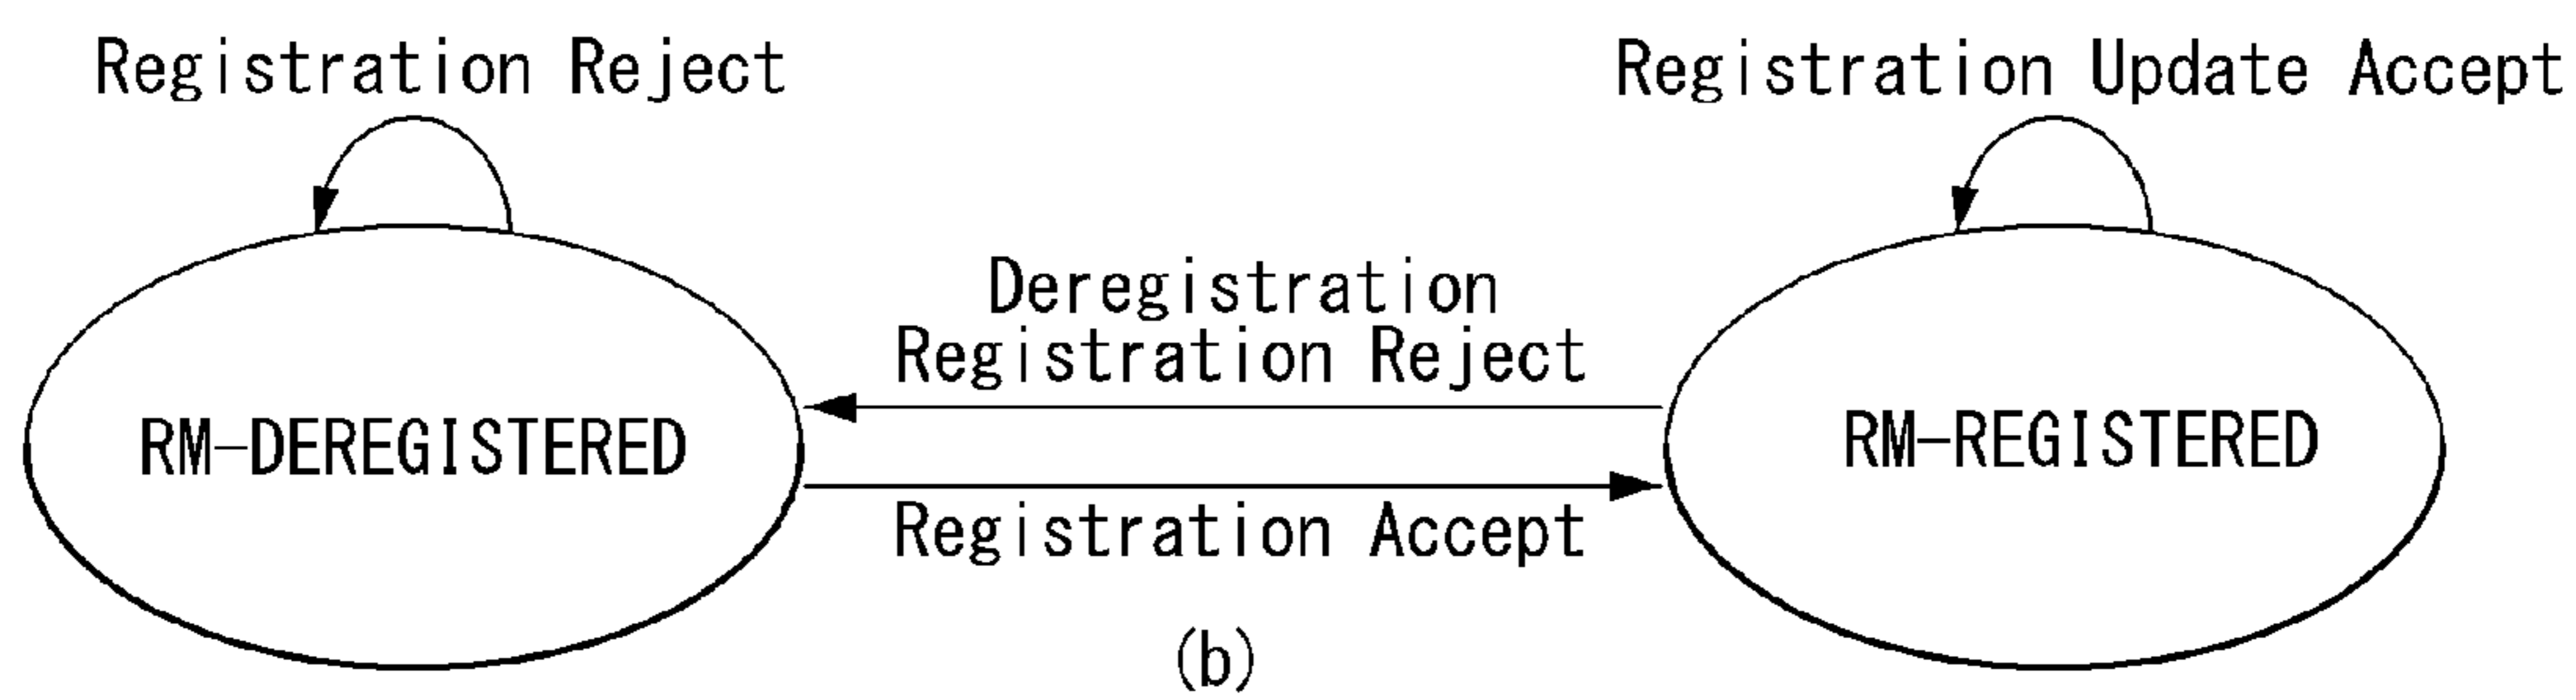 Registration Reject
Registration Update Accept
Deregistration
Registration Reject
RM-DEREGISTERED
RM-REGISTERED
Registration Accept
(b)